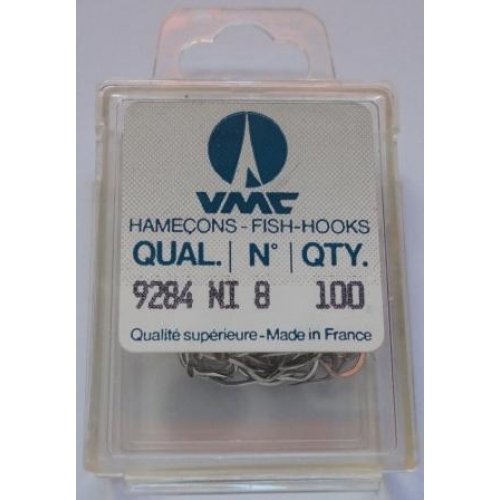 VMC
HAMEÇONS - FISH-HOOKS
QUAL. | N° | QTY.
9284 NI 8 100
Qualité supérieure - Made in France